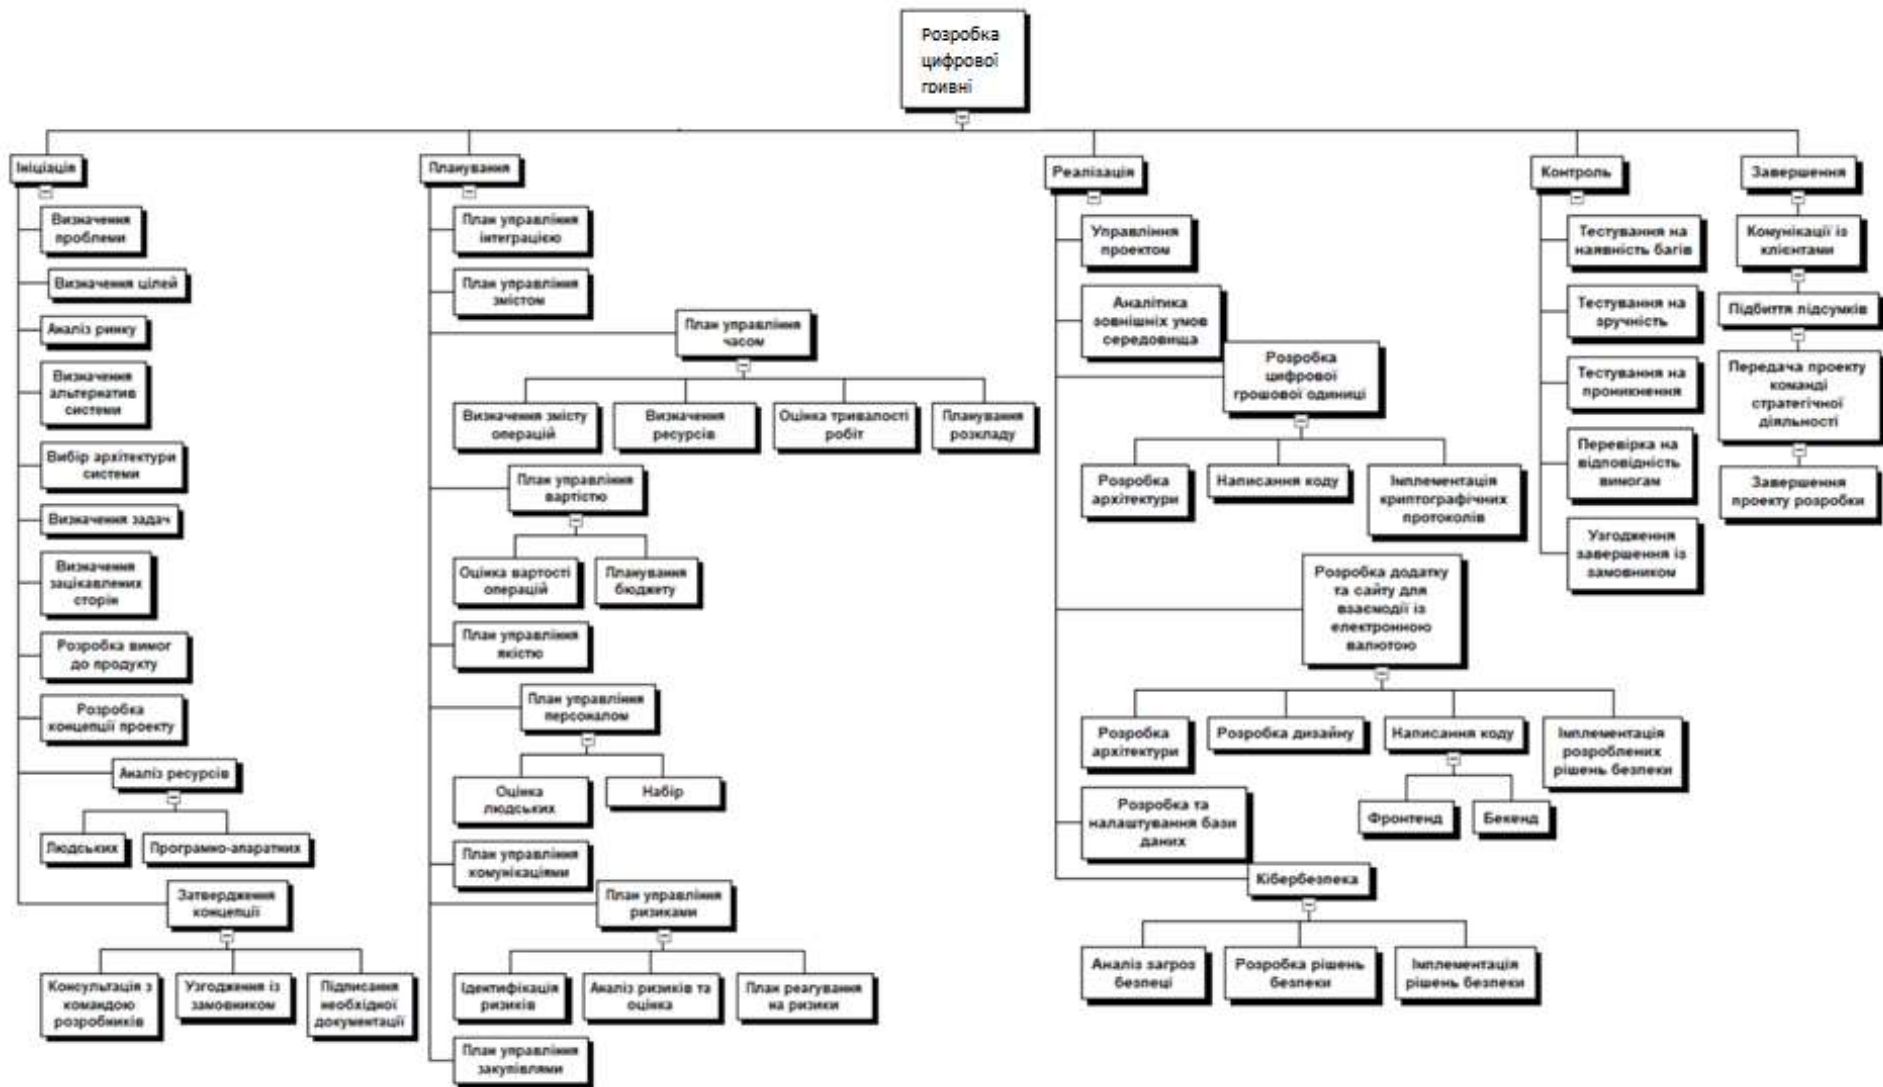 Розробка
цифрової
гривні
Ініціація
Визначення
проблеми
Визначення цілей
Аналіз ринку
Визначення
альтернатив
системи
Вибір архітектури
системи
Визначення задач
Визначення
зацікавлених
сторін
Розробка вимог
до продукту
Розробка
концепції проекту
Аналіз ресурсів
Людських
Програмно-апаратних
Затвердження
концепції
Консультація з
командою
розробників
Узгодження із
замовником
Підписання
необхідної
документації
Планування
План управління
інтеграцією
План управління
змістом
План управління
часом
Визначення змісту
операцій
Визначення
ресурсів
Оцінка тривалості
робіт
Планування
розкладу
План управління
вартістю
Оцінка вартості
операцій
Планування
бюджету
План управління
якістю
План управління
персоналом
Оцінка
людських
Набір
План управління
комунікаціями
План управління
ризиками
Ідентифікація
ризиків
Аналіз ризиків та
оцінка
План реагування
на ризики
План управління
закупівлями
Реалізація
Управління
проектом
Аналітика
зовнішніх умов
середовища
Розробка
цифрової
грошової одиниці
Розробка
архітектури
Написання коду
Імплементація
криптографічних
протоколів
Розробка додатку
та сайту для
взаємодії із
електронною
валютою
Розробка
архітектури
Розробка дизайну
Написання коду
Фронтенд
Бекенд
Імплементація
розроблених
рішень безпеки
Розробка та
налаштування бази
даних
Кібербезпека
Аналіз загроз
безпеці
Розробка рішень
безпеки
Імплементація
рішень безпеки
Контроль
Тестування на
наявність багів
Тестування на
зручність
Тестування на
проникнення
Перевірка на
відповідність
вимогам
Узгодження
завершення із
замовником
Завершення
Комунікації із
клієнтами
Підбиття підсумків
Передача проекту
команді
стратегічної
діяльності
Завершення
проекту розробки